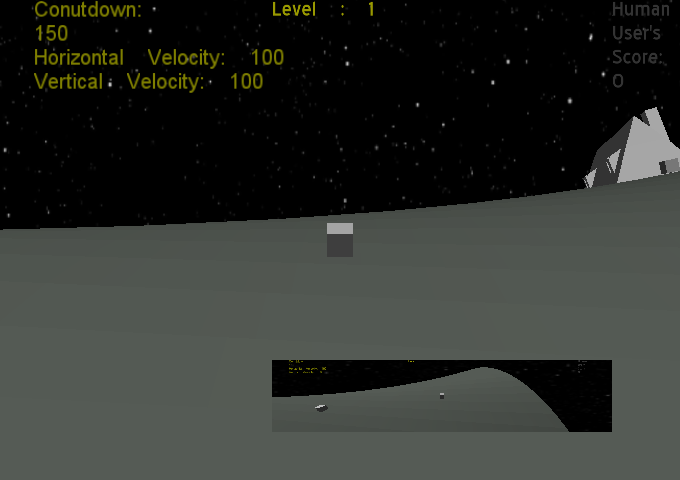 Conutdown:
150
Horizontal Velocity: 100
Vertical Velocity: 100
Level : 1
Human
User's
Score:
0